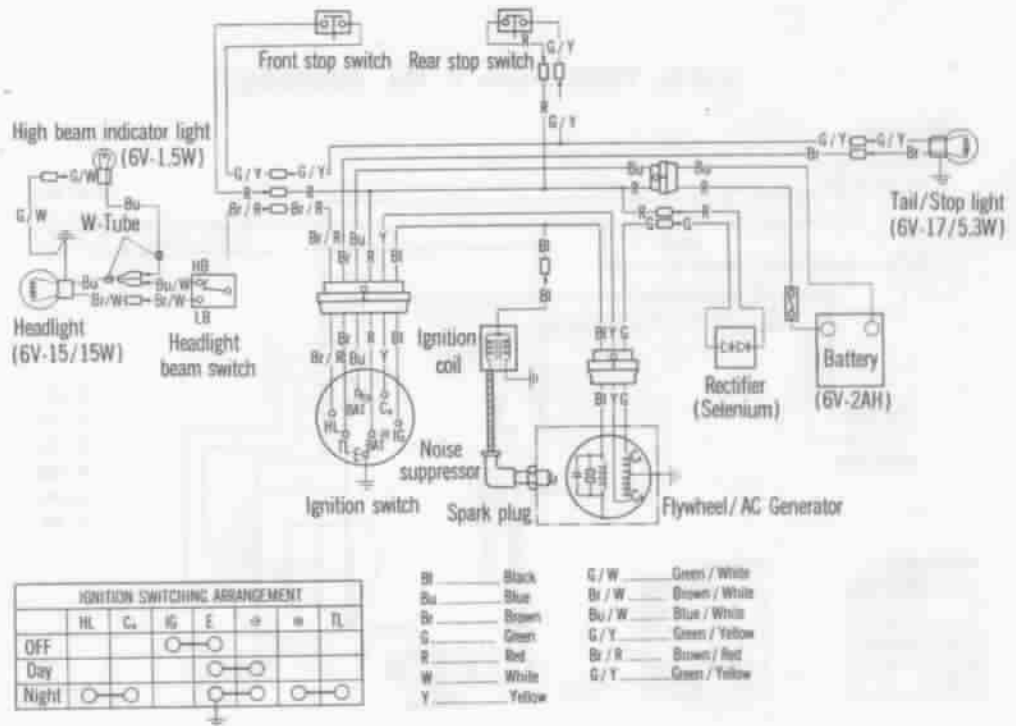 Front stop switch
Rear stop switch
R
G/Y
R
G/Y
High beam indicator light
(6V-1.5W)
G/W
Bu
G/W
W-Tube
G/Y
G/Y
R
R
Br/R
Br/R
G/Y
G/Y
Br
Br
Bu
Bu
R
R
R
R
G
G
Tail/Stop light
(6V-17/5.3W)
Br/R
Br
Bu
R
Y
Bl
Bl
Bl
HB
Bu
Bu/W
Br/W
Br/W
LB
Headlight
(6V-15/15W)
Headlight
beam switch
Br/R
Br
Bu
R
Y
Bl
Ignition
coil
Bl
Y
G
Bl
Y
G
Rectifier
(Selenium)
Battery
(6V-2AH)
HL
TL
BAT
E
BAT
C₁
IG
Ignition switch
Noise
suppressor
Spark plug
Flywheel/AC Generator
IGNITION SWITCHING ARRANGEMENT
HL C₁ IG E ⊖ ⊕ TL
OFF
Day
Night
Bl Black
Bu Blue
Br Brown
G Green
R Red
W White
Y Yellow
G/W Green/White
Br/W Brown/White
Bu/W Blue/White
G/Y Green/Yellow
Br/R Brown/Red
G/Y Green/Yellow